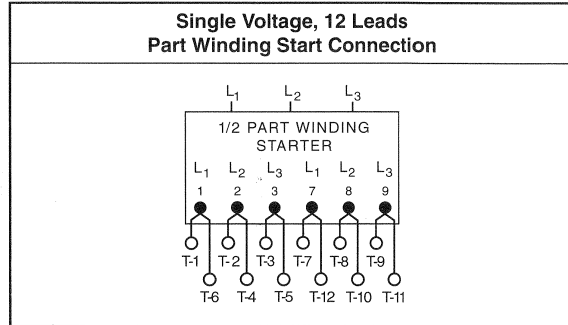 Single Voltage, 12 Leads
Part Winding Start Connection
L1 L2 L3
1/2 PART WINDING
STARTER
L1 L2 L3 L1 L2 L3
1 2 3 7 8 9
T-1 T-2 T-3 T-7 T-8 T-9
T-6 T-4 T-5 T-12 T-10 T-11